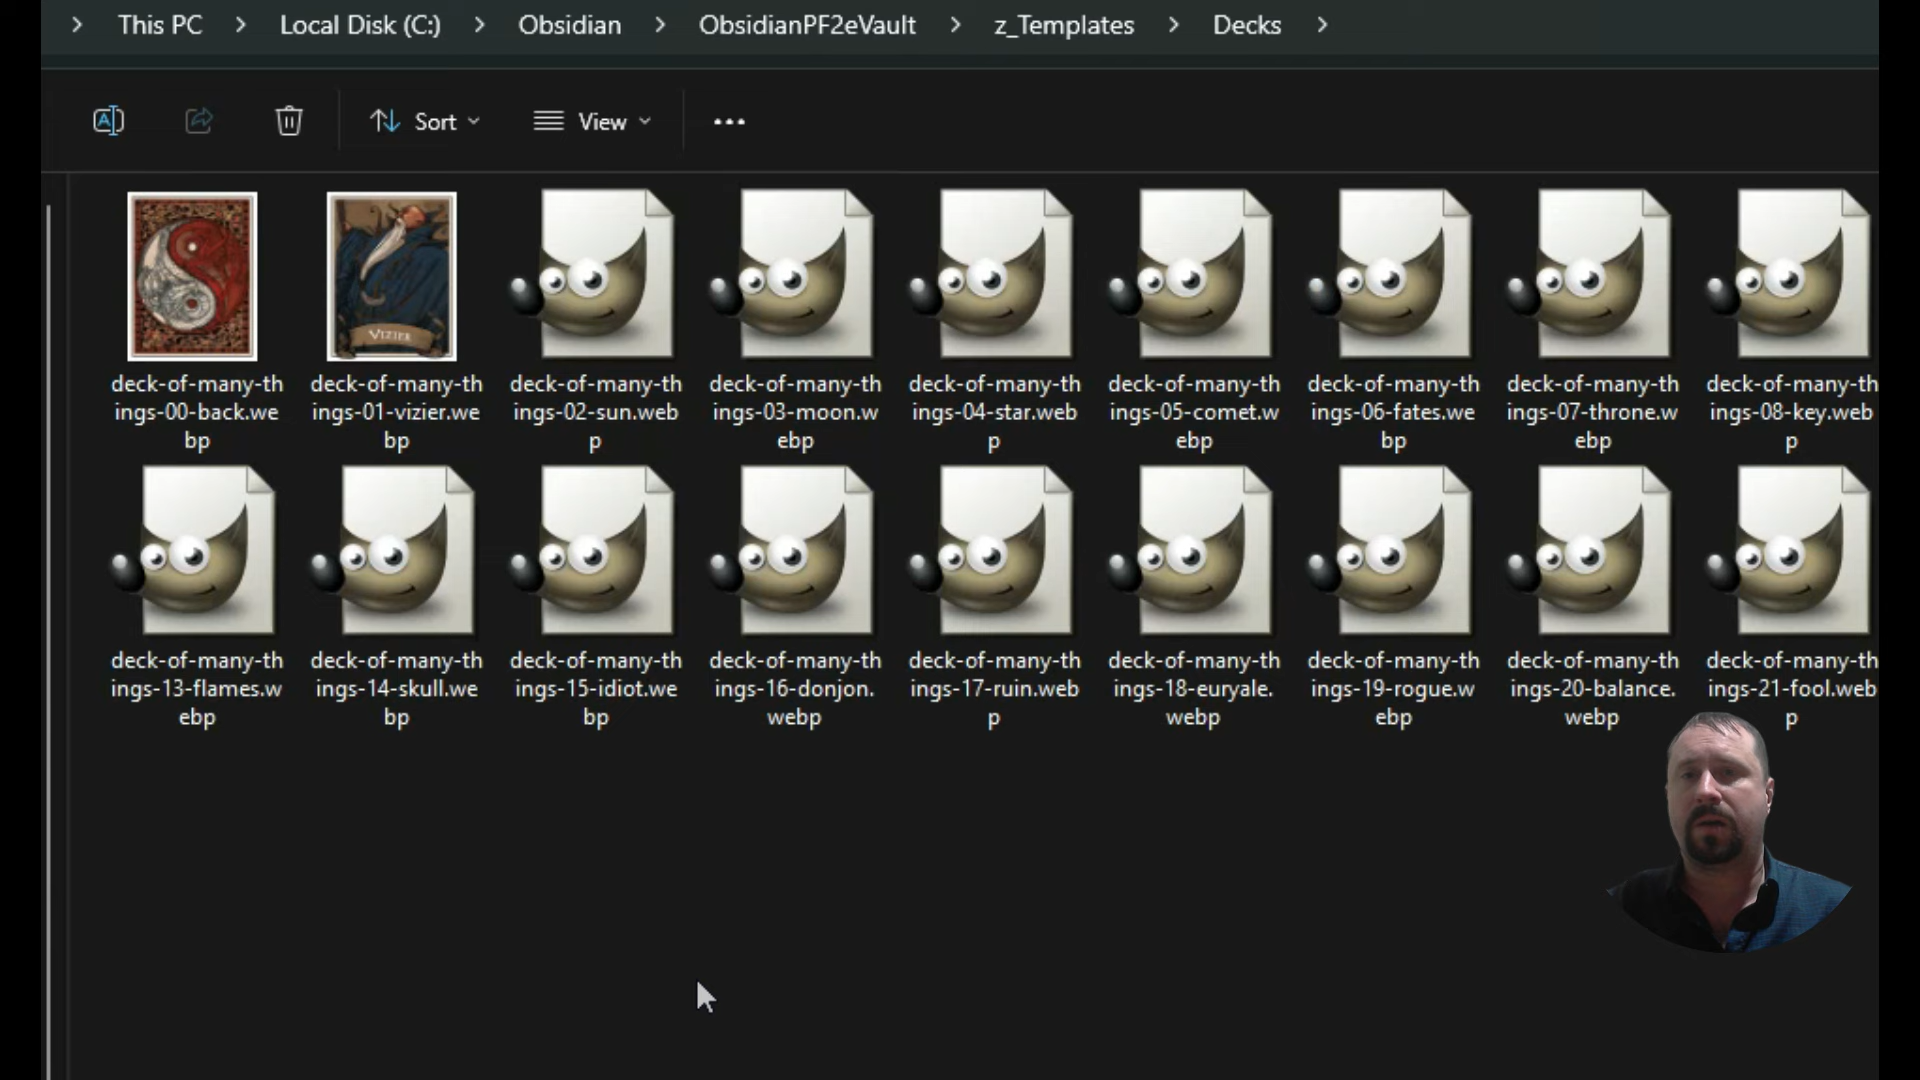 This PC > Local Disk (C:) > Obsidian > ObsidianPF2eVault > z_Templates > Decks >
Sort View
VIZIER
deck-of-many-th
ings-00-back.we
bp
deck-of-many-th
ings-01-vizier.we
bp
deck-of-many-th
ings-02-sun.web
p
deck-of-many-th
ings-03-moon.w
ebp
deck-of-many-th
ings-04-star.web
p
deck-of-many-th
ings-05-comet.w
ebp
deck-of-many-th
ings-06-fates.we
bp
deck-of-many-th
ings-07-throne.w
ebp
deck-of-many-th
ings-08-key.web
p
deck-of-many-th
ings-13-flames.w
ebp
deck-of-many-th
ings-14-skull.we
bp
deck-of-many-th
ings-15-idiot.we
bp
deck-of-many-th
ings-16-donjon.
webp
deck-of-many-th
ings-17-ruin.web
p
deck-of-many-th
ings-18-euryale.
webp
deck-of-many-th
ings-19-rogue.w
ebp
deck-of-many-th
ings-20-balance.
webp
deck-of-many-th
ings-21-fool.web
p